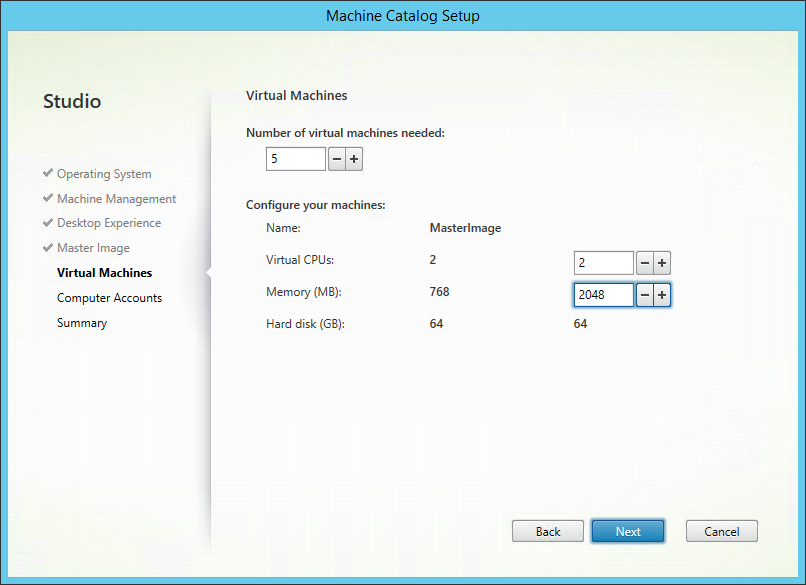 Machine Catalog Setup
Studio
Operating System
Machine Management
Desktop Experience
Master Image
Virtual Machines
Computer Accounts
Summary
Virtual Machines
Number of virtual machines needed:
5 − +
Configure your machines:
Name: MasterImage
Virtual CPUs: 2 2 − +
Memory (MB): 768 2048 − +
Hard disk (GB): 64 64
Back Next Cancel